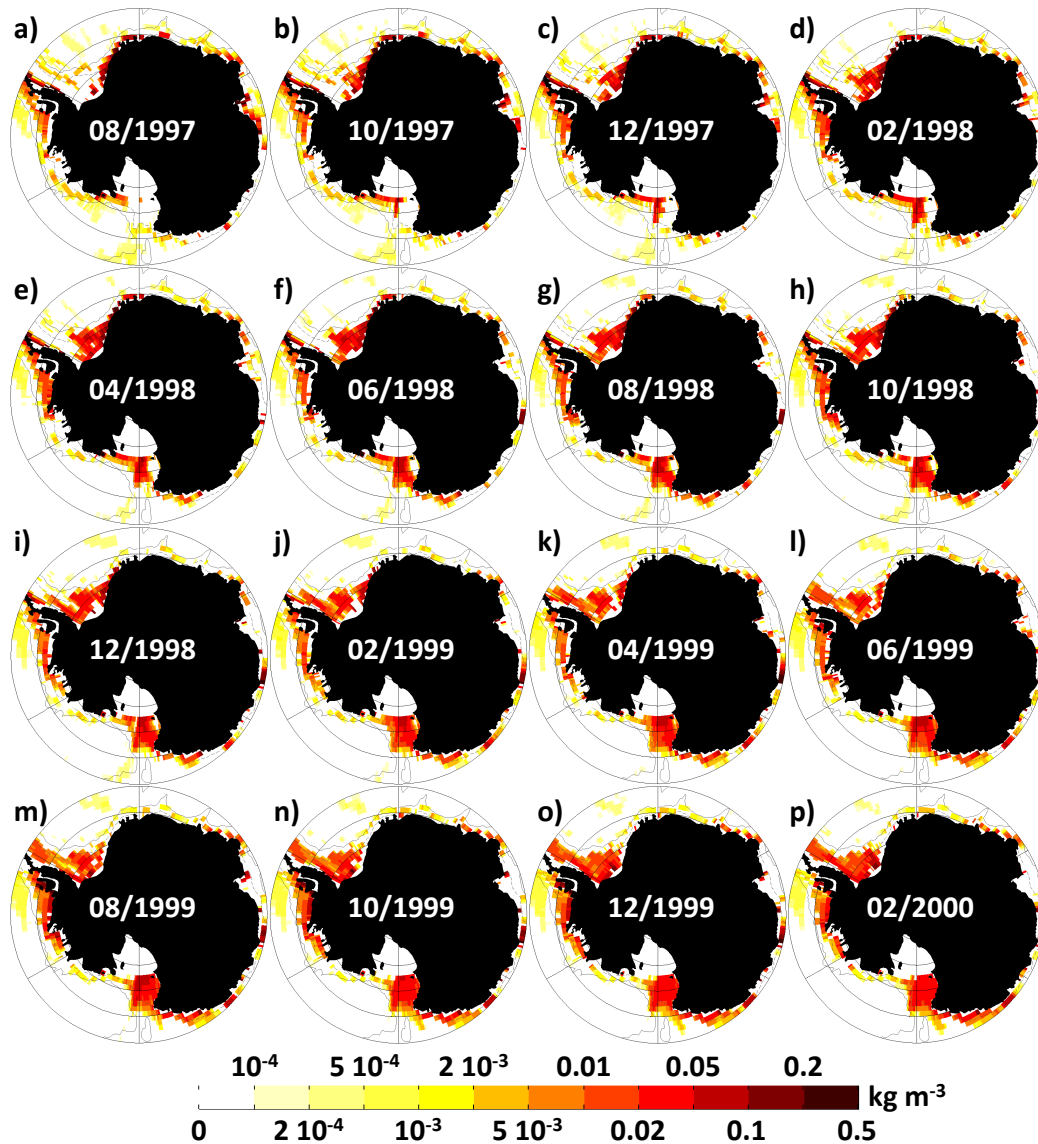 a) b) c) d)
08/1997 10/1997 12/1997 02/1998
e) f) g) h)
04/1998 06/1998 08/1998 10/1998
i) j) k) l)
12/1998 02/1999 04/1999 06/1999
m) n) o) p)
08/1999 10/1999 12/1999 02/2000
10⁻⁴ 5 10⁻⁴ 2 10⁻³ 0.01 0.05 0.2
kg m⁻³
0 2 10⁻⁴ 10⁻³ 5 10⁻³ 0.02 0.1 0.5